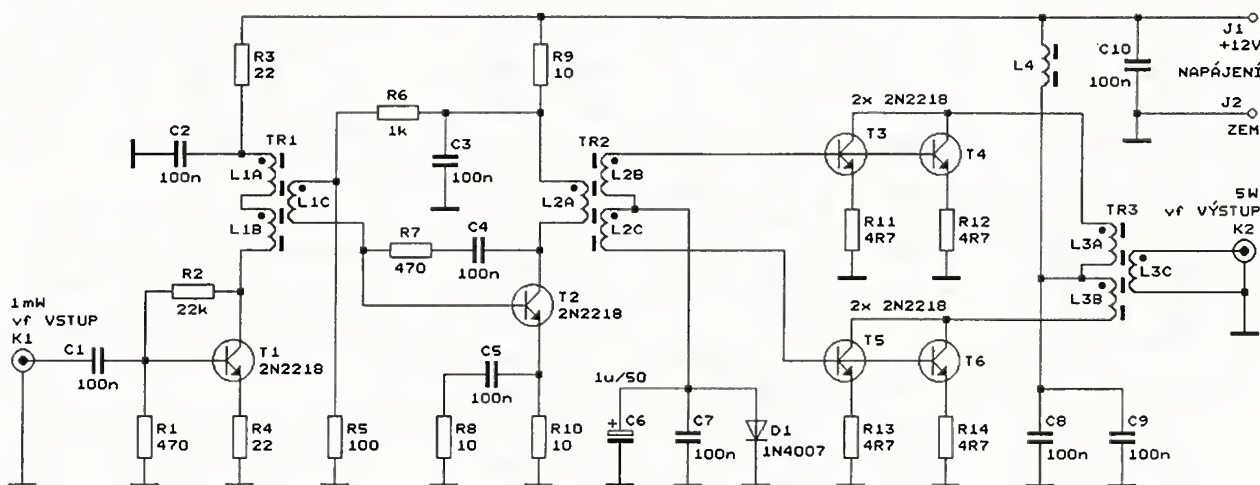 R3
22
R9
10
L4
C10
100n
J1
+12V
NAPÁJENÍ
J2
ZEM
R6
1k
2x 2N2218
C2
100n
TR1
L1A
L1B
L1C
C3
100n
TR2
L2B
L2A
L2C
T3
T4
R7
470
C4
100n
R11
4R7
R12
4R7
5W
vf VÝSTUP
K2
TR3
L3A
L3C
L3B
R2
22k
T2
2N2218
2x 2N2218
1mW
vf VSTUP
K1
C1
100n
T1
2N2218
C5
100n
T5
T6
1u/50
R1
470
R4
22
R5
100
R8
10
R10
10
+
C6
C7
100n
D1
1N4007
R13
4R7
R14
4R7
C8
100n
C9
100n